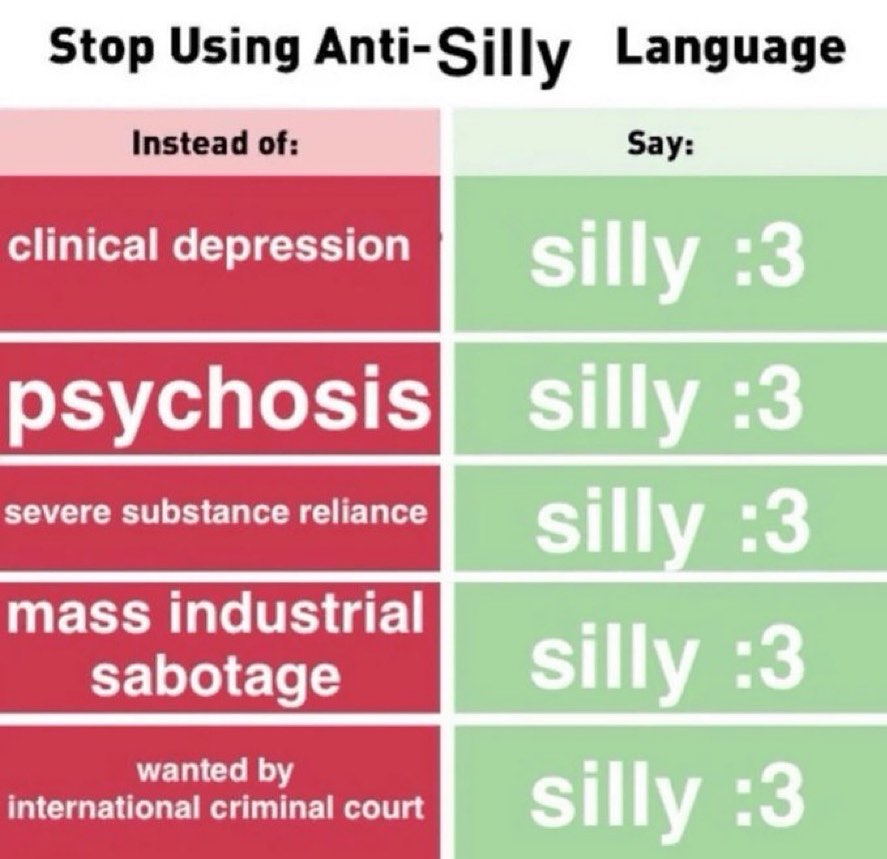 Stop Using Anti-Silly Language
Instead of:
Say:
clinical depression
silly :3
psychosis
silly :3
severe substance reliance
silly :3
mass industrial
sabotage
silly :3
wanted by
international criminal court
silly :3